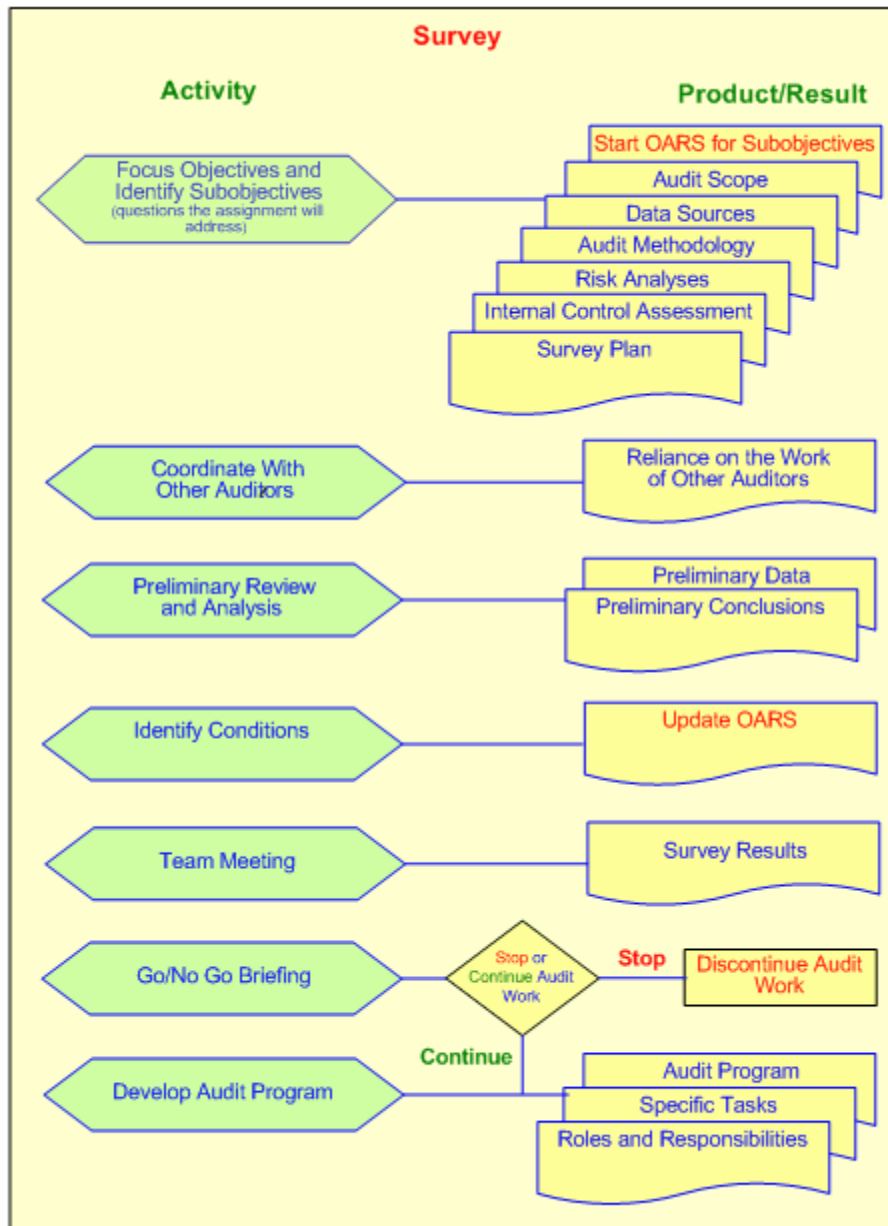 Survey
Activity
Product/Result
Focus Objectives and
Identify Subobjectives
(questions the assignment will
address)
Start OARS for Subobjectives
Audit Scope
Data Sources
Audit Methodology
Risk Analyses
Internal Control Assessment
Survey Plan
Coordinate With
Other Auditors
Reliance on the Work
of Other Auditors
Preliminary Review
and Analysis
Preliminary Data
Preliminary Conclusions
Identify Conditions
Update OARS
Team Meeting
Survey Results
Go/No Go Briefing
Stop or
Continue Audit
Work
Stop
Discontinue Audit
Work
Continue
Develop Audit Program
Audit Program
Specific Tasks
Roles and Responsibilities